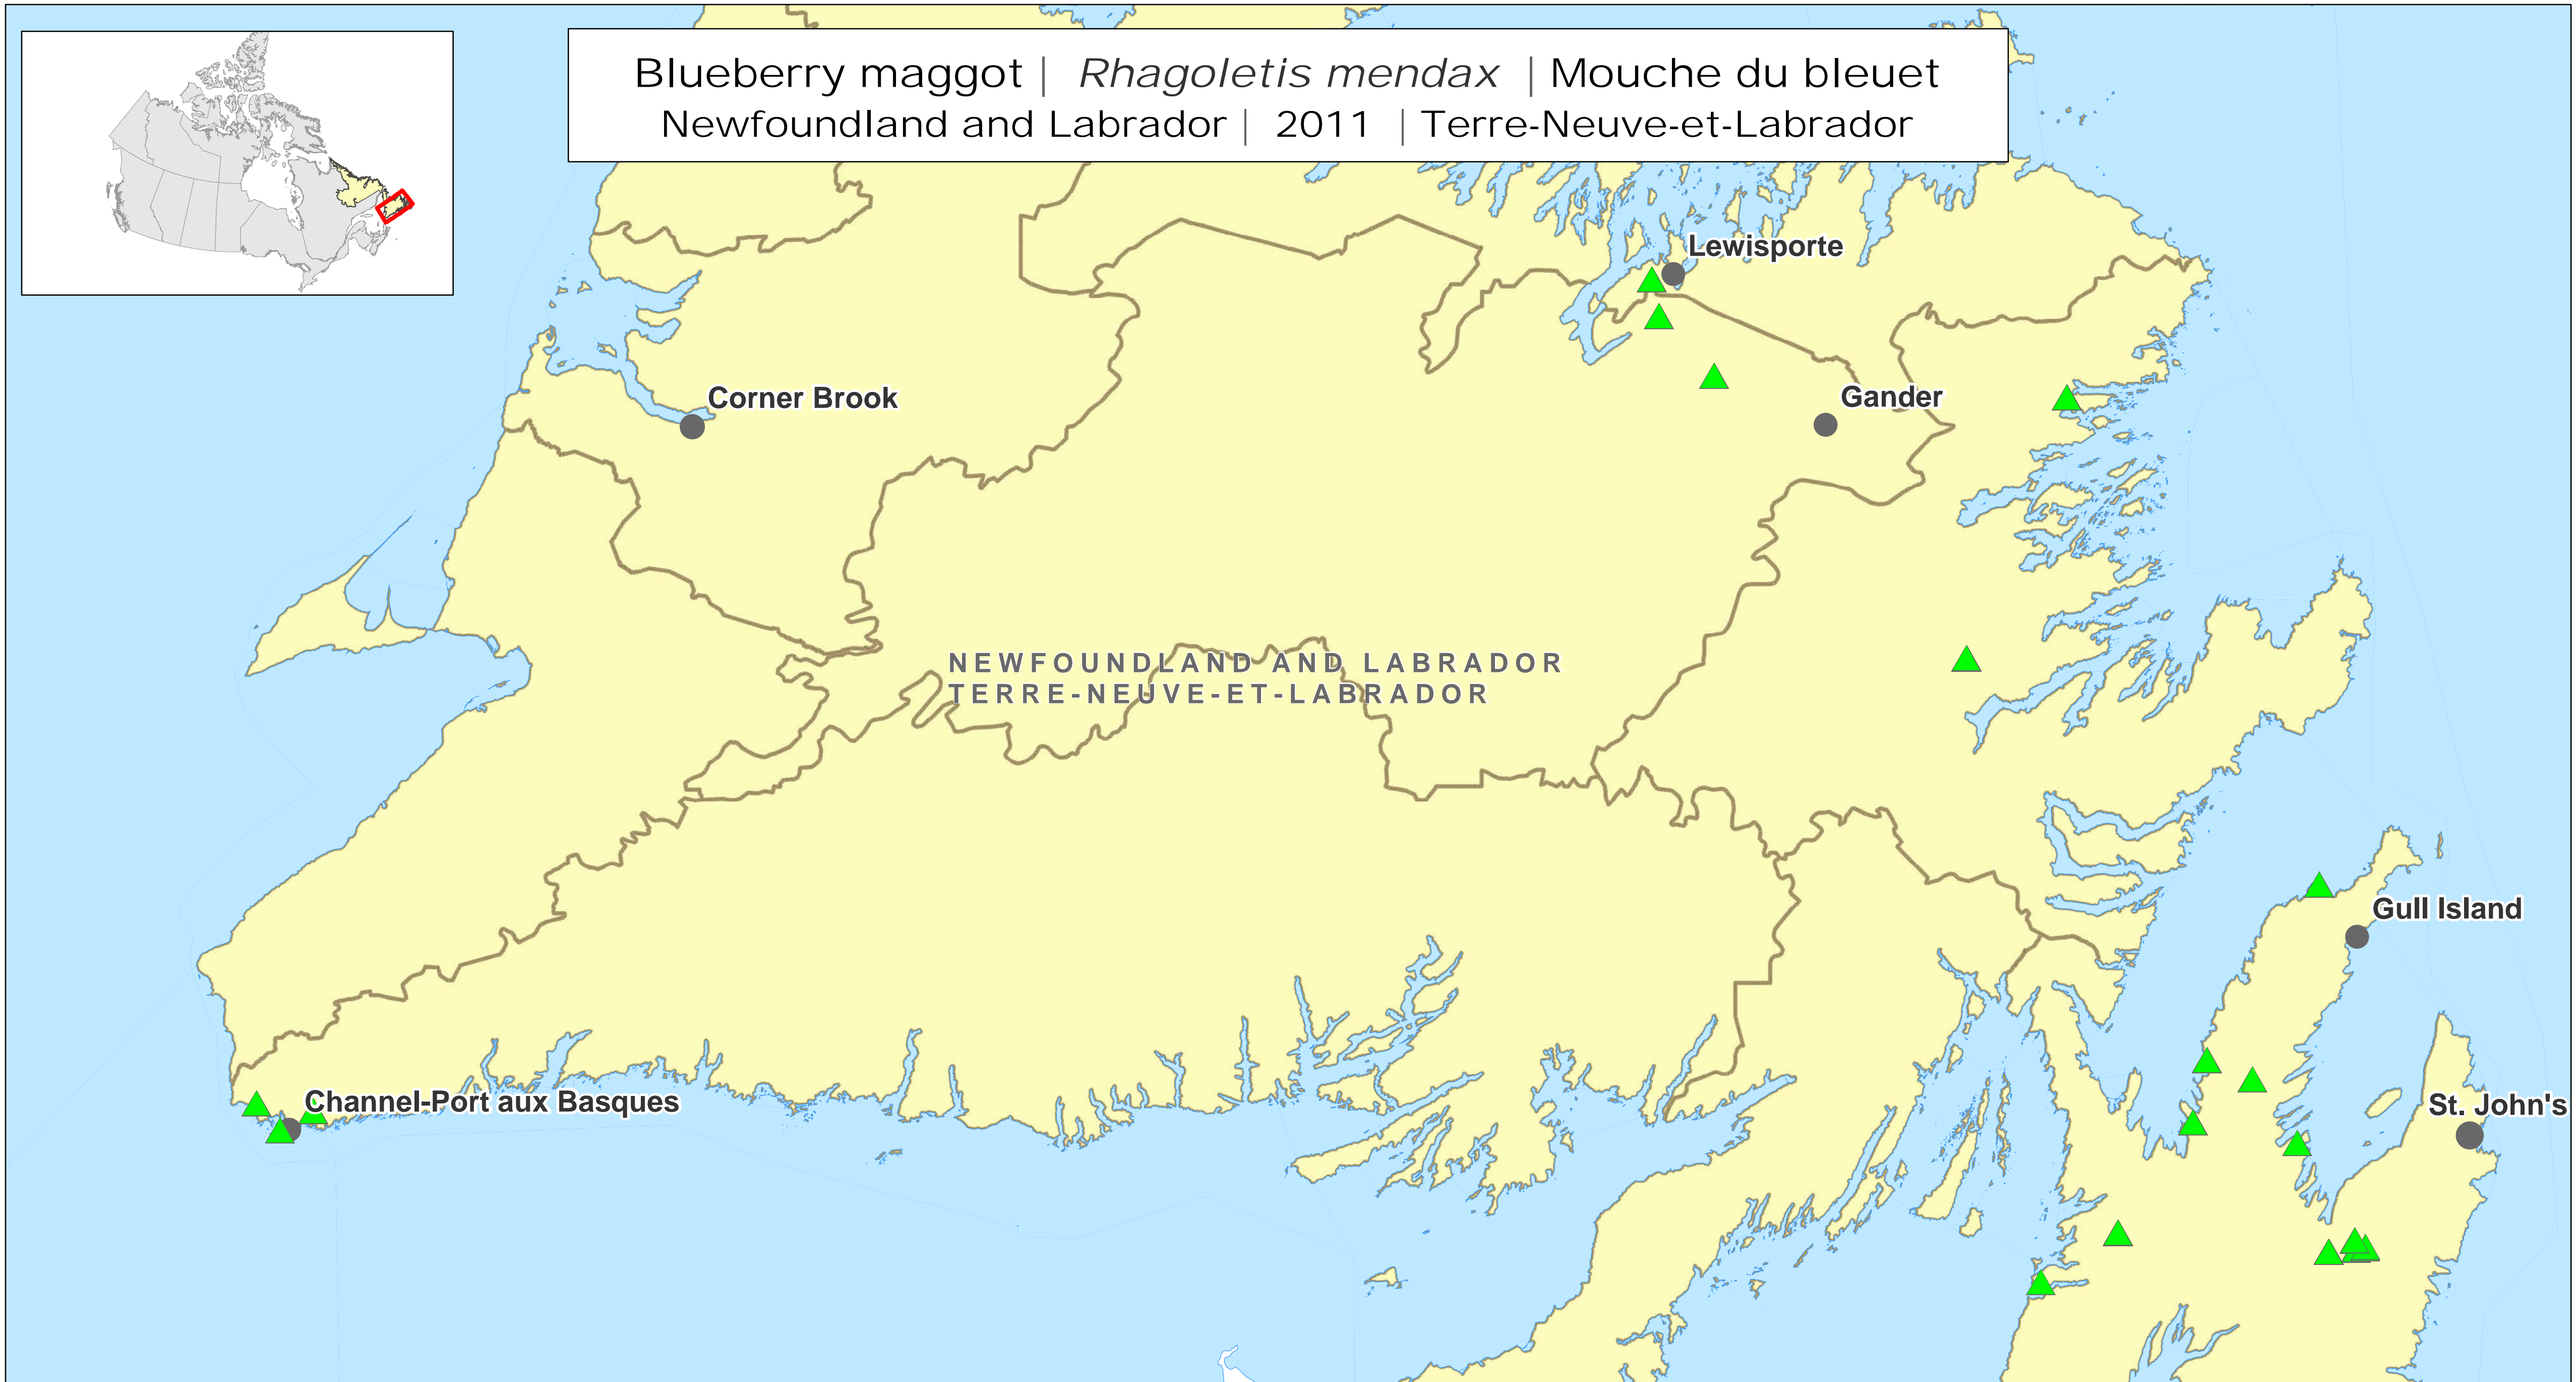 Blueberry maggot | Rhagoletis mendax | Mouche du bleuet
Newfoundland and Labrador | 2011 | Terre-Neuve-et-Labrador
Lewisporte
Corner Brook
Gander
NEWFOUNDLAND AND LABRADOR
TERRE-NEUVE-ET-LABRADOR
Gull Island
Channel-Port aux Basques
St. John's